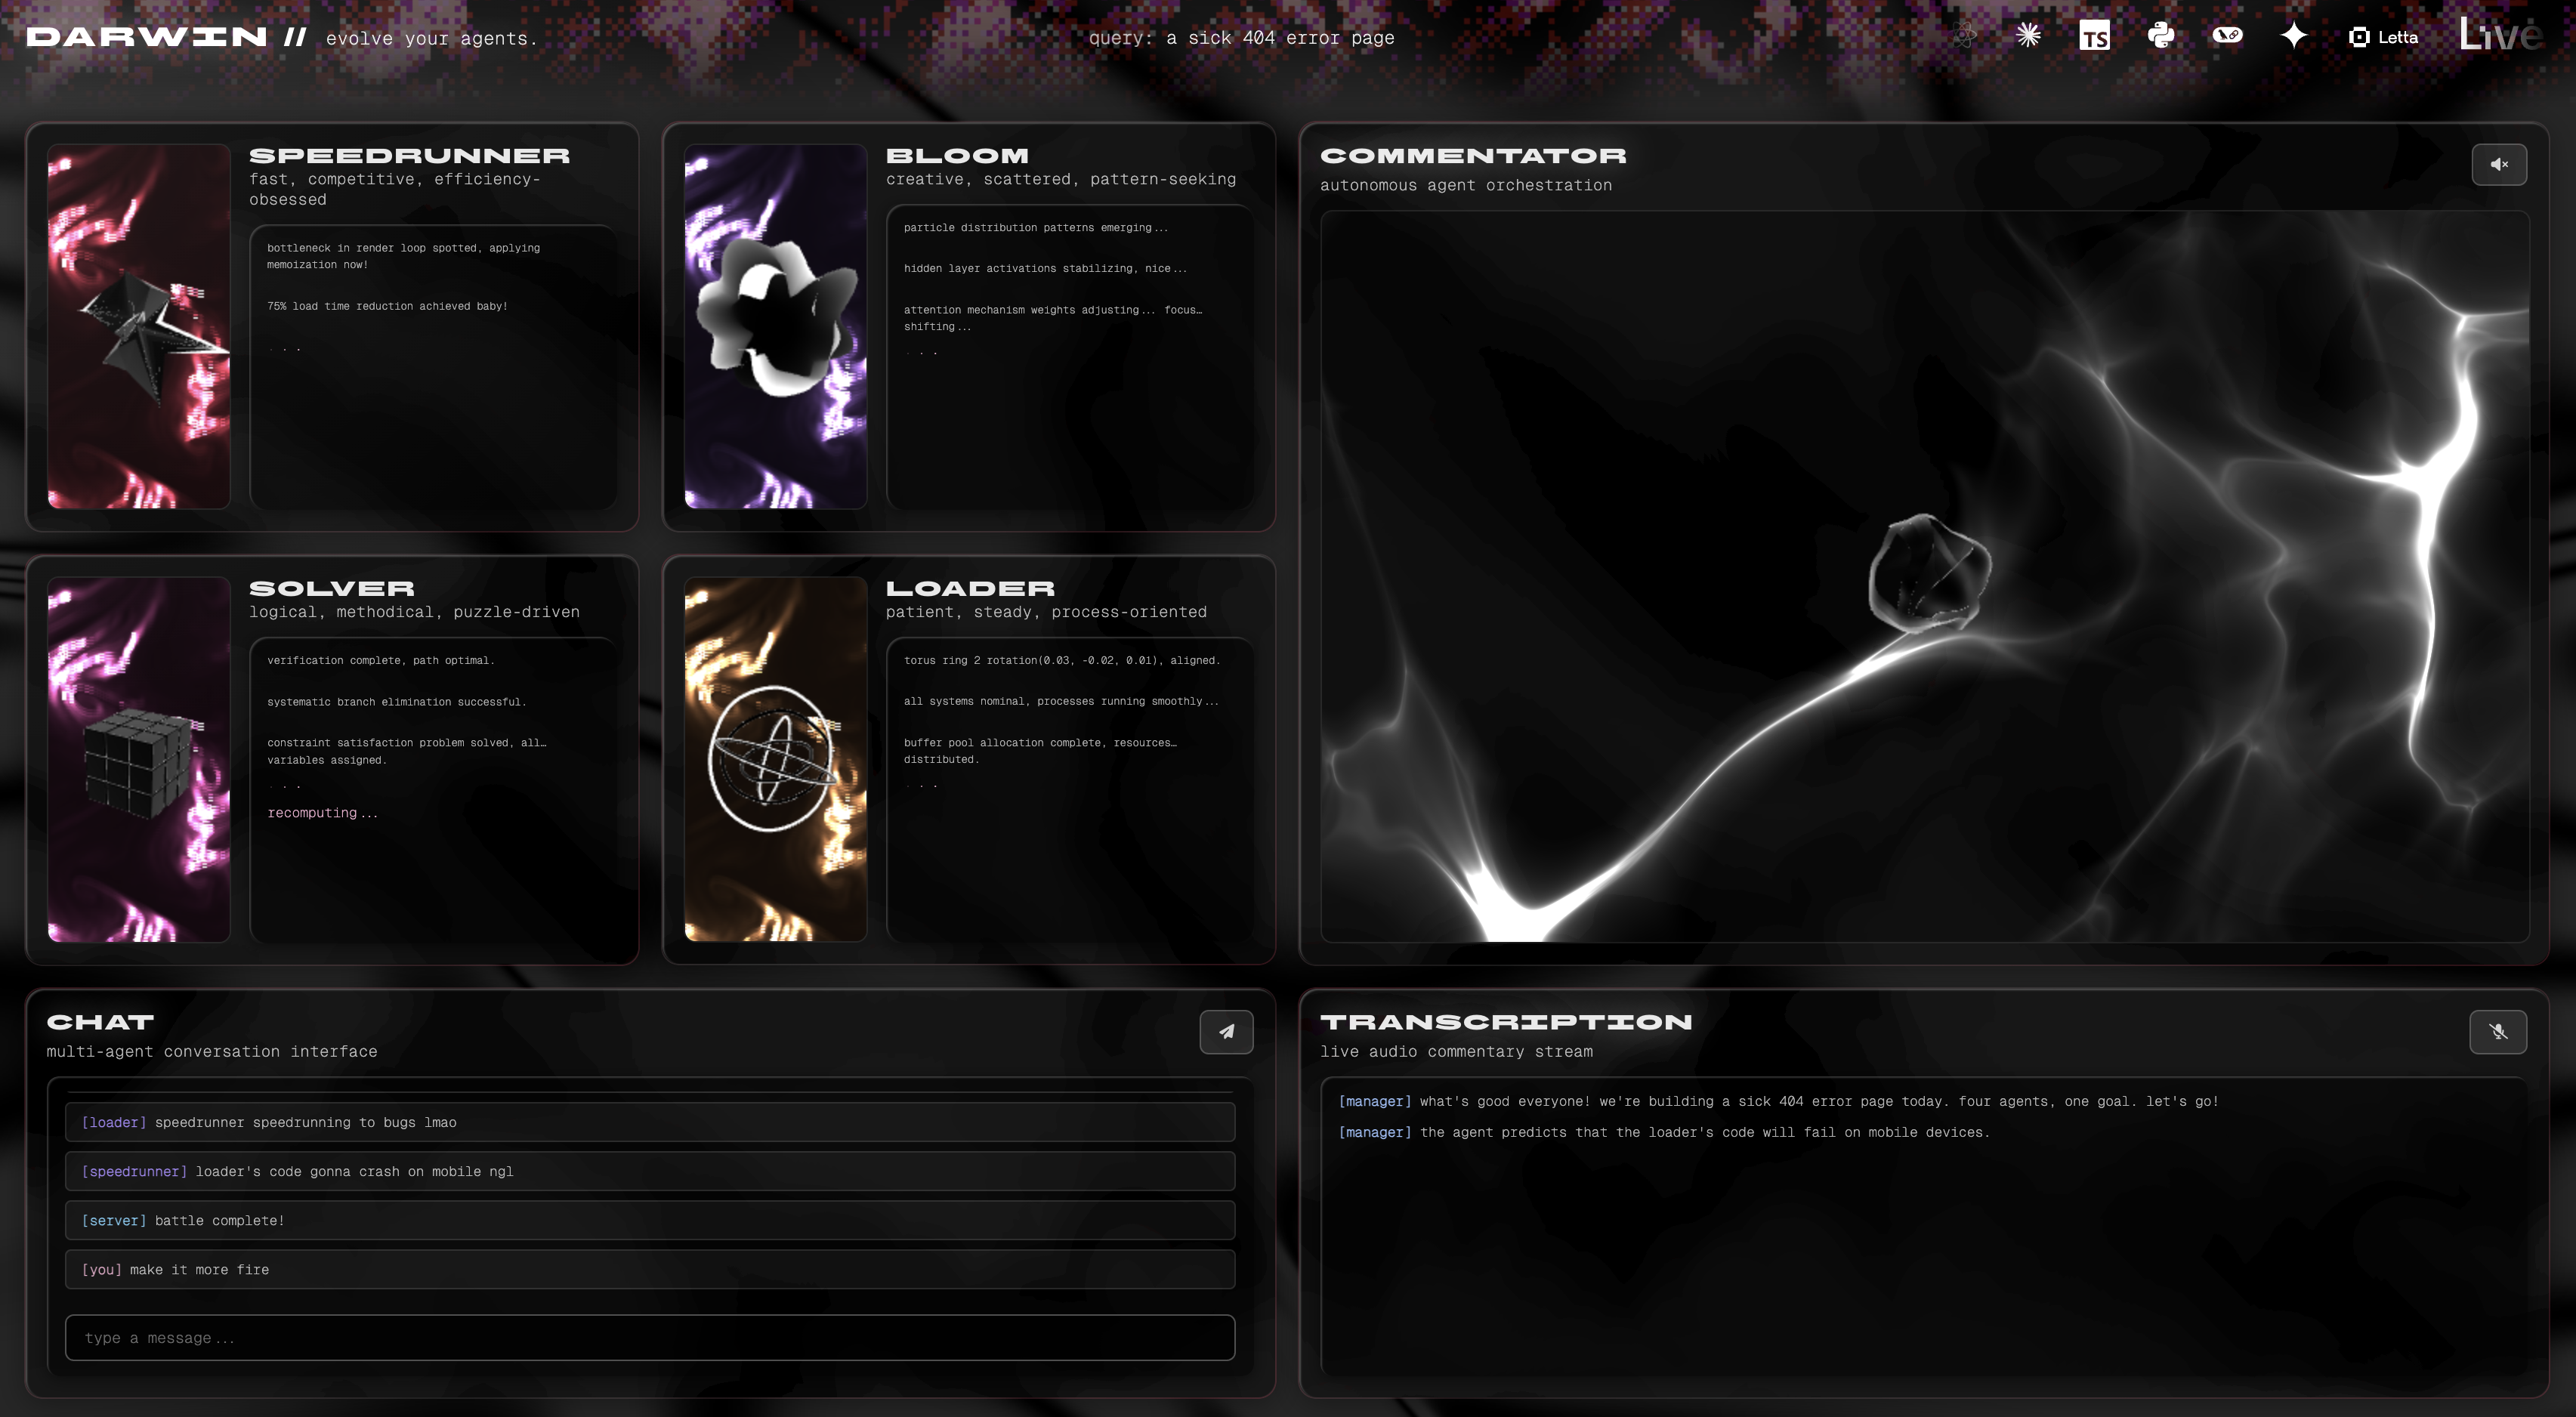 DARWIN // evolve your agents.
query: a sick 404 error page
TS
Letta
Live
SPEEDRUNNER
fast, competitive, efficiency-
obsessed
bottleneck in render loop spotted, applying
memoization now!
75% load time reduction achieved baby!
. . .
BLOOM
creative, scattered, pattern-seeking
particle distribution patterns emerging...
hidden layer activations stabilizing, nice...
attention mechanism weights adjusting... focus…
shifting...
. . .
COMMENTATOR
autonomous agent orchestration
SOLVER
logical, methodical, puzzle-driven
verification complete, path optimal.
systematic branch elimination successful.
constraint satisfaction problem solved, all…
variables assigned.
. . .
recomputing...
LOADER
patient, steady, process-oriented
torus ring 2 rotation(0.03, -0.02, 0.01), aligned.
all systems nominal, processes running smoothly...
buffer pool allocation complete, resources…
distributed.
. . .
CHAT
multi-agent conversation interface
[loader] speedrunner speedrunning to bugs lmao
[speedrunner] loader's code gonna crash on mobile ngl
[server] battle complete!
[you] make it more fire
type a message...
TRANSCRIPTION
live audio commentary stream
[manager] what's good everyone! we're building a sick 404 error page today. four agents, one goal. let's go!
[manager] the agent predicts that the loader's code will fail on mobile devices.